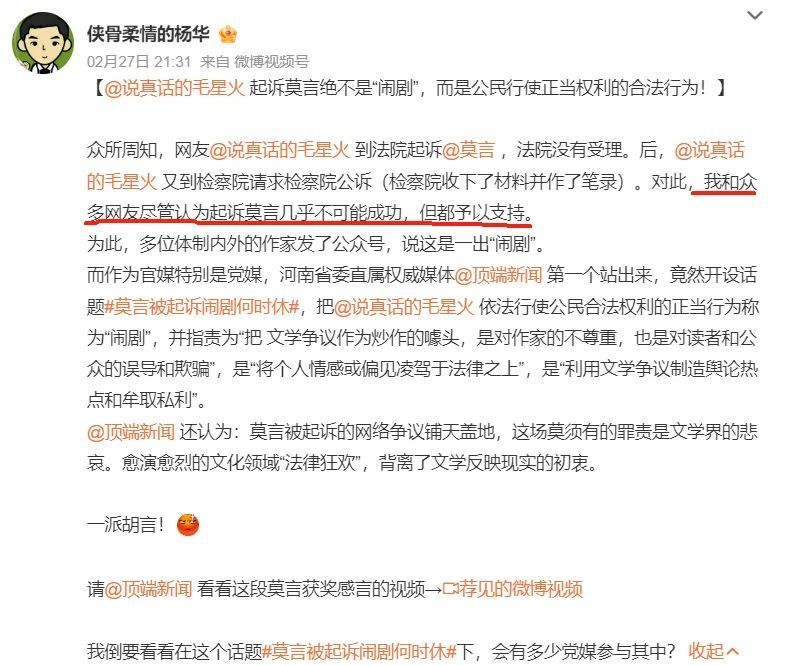 侠骨柔情的杨华
02月27日 21:31 来自 微博视频号
【@说真话的毛星火 起诉莫言绝不是“闹剧”，而是公民行使正当权利的合法行为！】
众所周知，网友@说真话的毛星火 到法院起诉@莫言 ，法院没有受理。后，@说真话
的毛星火 又到检察院请求检察院公诉（检察院收下了材料并作了笔录）。对此，我和众
多网友尽管认为起诉莫言几乎不可能成功，但都予以支持。
为此，多位体制内外的作家发了公众号，说这是一出“闹剧”。
而作为官媒特别是党媒，河南省委直属权威媒体@顶端新闻 第一个站出来，竟然开设话
题#莫言被起诉闹剧何时休#，把@说真话的毛星火 依法行使公民合法权利的正当行为称
为“闹剧”，并指责为“把 文学争议作为炒作的噱头，是对作家的不尊重，也是对读者和公
众的误导和欺骗”，是“将个人情感或偏见凌驾于法律之上”，是“利用文学争议制造舆论热
点和牟取私利”。
@顶端新闻 还认为：莫言被起诉的网络争议铺天盖地，这场莫须有的罪责是文学界的悲
哀。愈演愈烈的文化领域“法律狂欢”，背离了文学反映现实的初衷。
一派胡言！
请@顶端新闻 看看这段莫言获奖感言的视频→荐见的微博视频
我倒要看看在这个话题#莫言被起诉闹剧何时休#下，会有多少党媒参与其中？ 收起